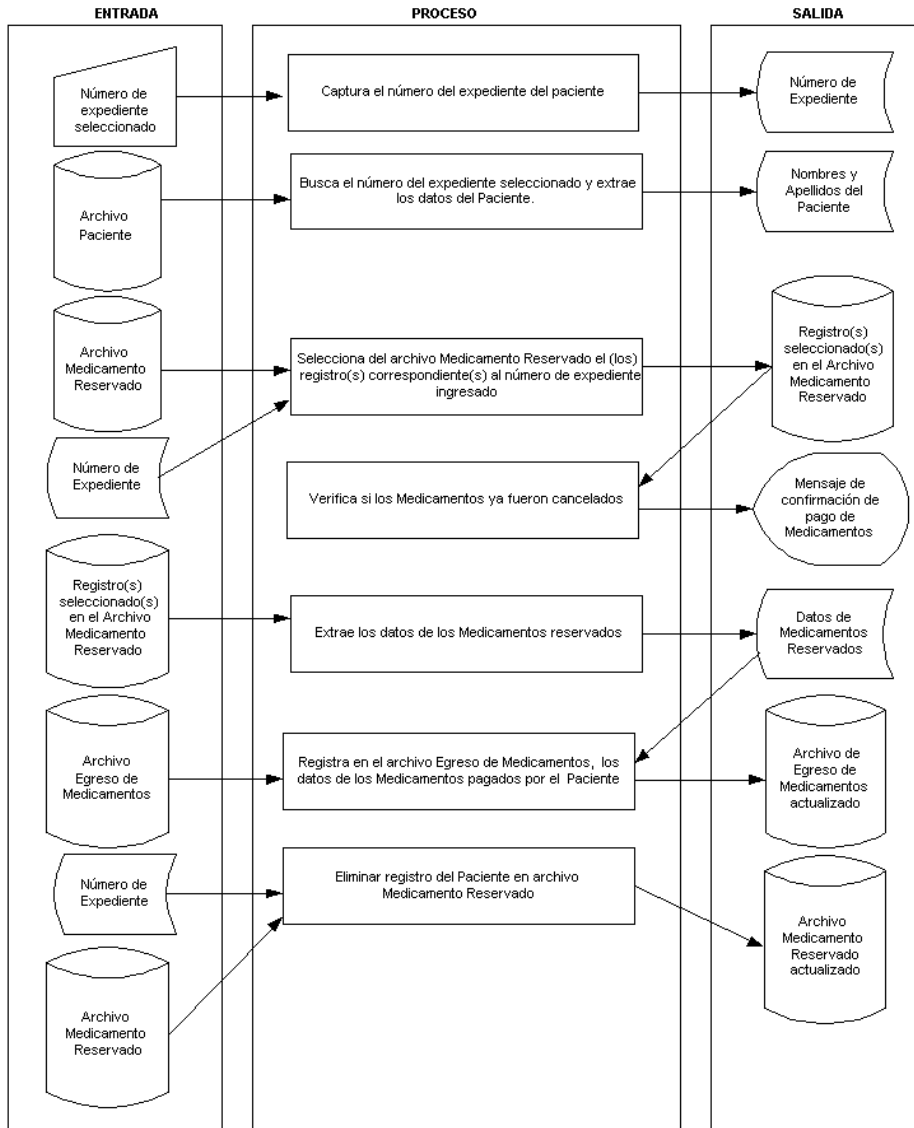 ENTRADA
PROCESO
SALIDA
Número de
expediente
seleccionado
Captura el número del expediente del paciente
Número de
Expediente
Archivo
Paciente
Busca el número del expediente seleccionado y extrae
los datos del Paciente.
Nombres y
Apellidos del
Paciente
Archivo
Medicamento
Reservado
Selecciona del archivo Medicamento Reservado el (los)
registro(s) correspondiente(s) al número de expediente
ingresado
Registro(s)
seleccionado(s)
en el Archivo
Medicamento
Reservado
Número de
Expediente
Verifica si los Medicamentos ya fueron cancelados
Mensaje de
confirmación de
pago de
Medicamentos
Registro(s)
seleccionado(s)
en el Archivo
Medicamento
Reservado
Extrae los datos de los Medicamentos reservados
Datos de
Medicamentos
Reservados
Archivo
Egreso de
Medicamentos
Registra en el archivo Egreso de Medicamentos, los
datos de los Medicamentos pagados por el Paciente
Archivo de
Egreso de
Medicamentos
actualizado
Número de
Expediente
Eliminar registro del Paciente en archivo
Medicamento Reservado
Archivo
Medicamento
Reservado
actualizado
Archivo
Medicamento
Reservado